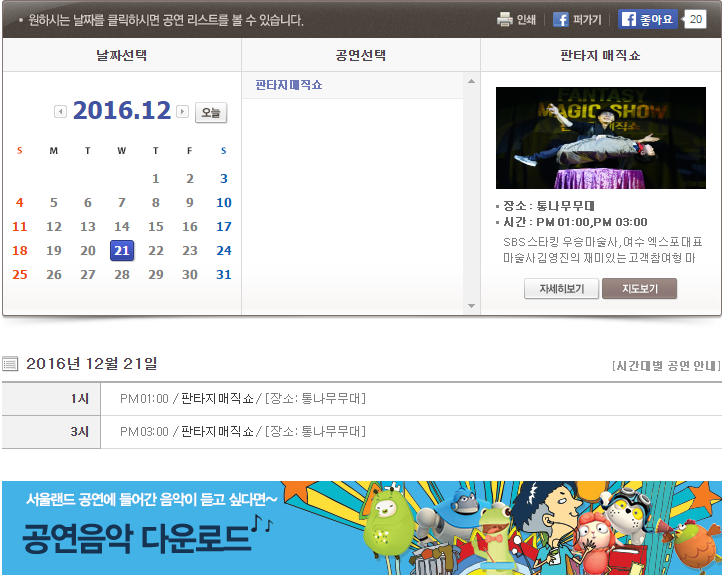 원하시는 날짜를 클릭하시면 공연 리스트를 볼 수 있습니다.
인쇄
퍼가기
좋아요
20
날짜선택
공연선택
판타지 매직쇼
2016.12
오늘
S M T W T F S
1 2 3
4 5 6 7 8 9 10
11 12 13 14 15 16 17
18 19 20 21 22 23 24
25 26 27 28 29 30 31
판타지매직쇼
FANTASY
MAGIC SHOW
장소 : 통나무무대
시간 : PM 01:00,PM 03:00
SBS스타킹 우승마술사,여수 엑스포대표
마술사김영진의 재미있는 고객참여형 마
자세히보기
지도보기
2016년 12월 21일
[시간대별 공연 안내]
1시 PM 01:00 / 판타지매직쇼 / [장소: 통나무무대]
3시 PM 03:00 / 판타지매직쇼 / [장소: 통나무무대]
서울랜드 공연에 들어간 음악이 듣고 싶다면~
공연음악 다운로드